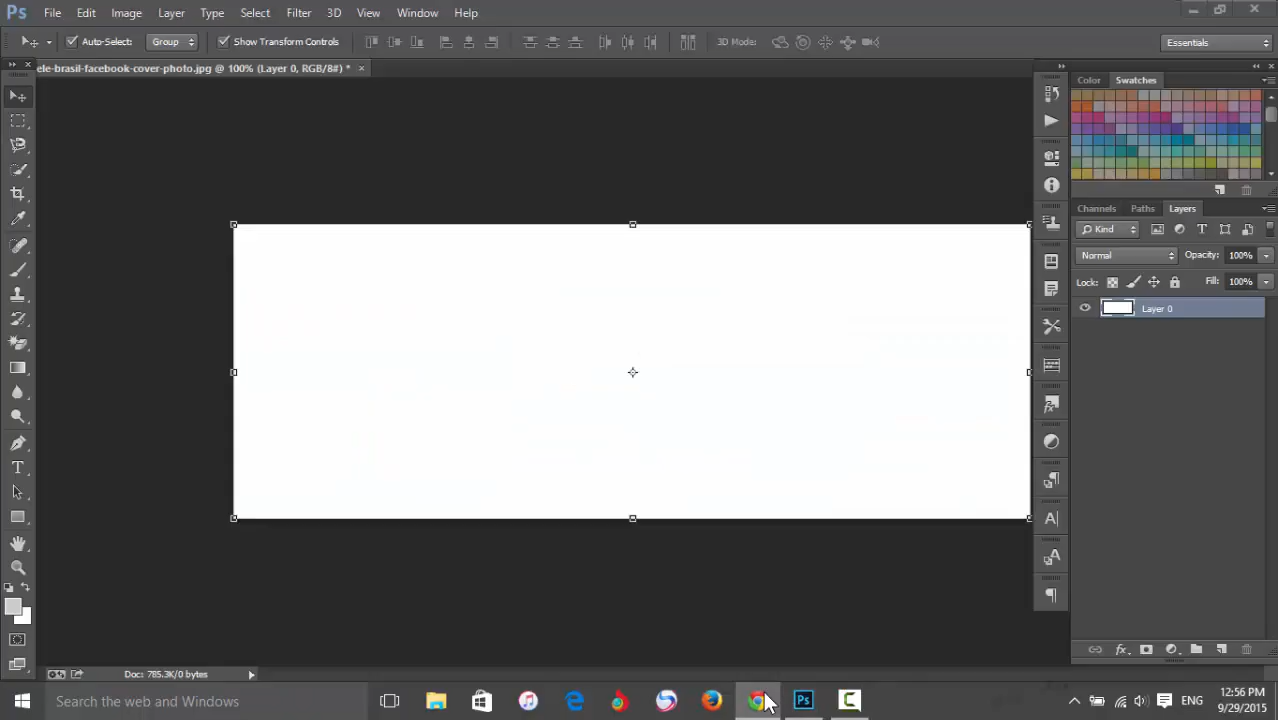 Ps File Edit Image Layer Type Select Filter 3D View Window Help
Auto-Select: Group Show Transform Controls 3D Mode: Essentials
ele-brasil-facebook-cover-photo.jpg @ 100% (Layer 0, RGB/8#) * ×
Color Swatches
Channels Paths Layers
Kind
Normal Opacity: 100%
Lock: Fill: 100%
Layer 0
Doc: 785.3K/0 bytes
Search the web and Windows
Ps
ENG
12:56 PM
9/29/2015